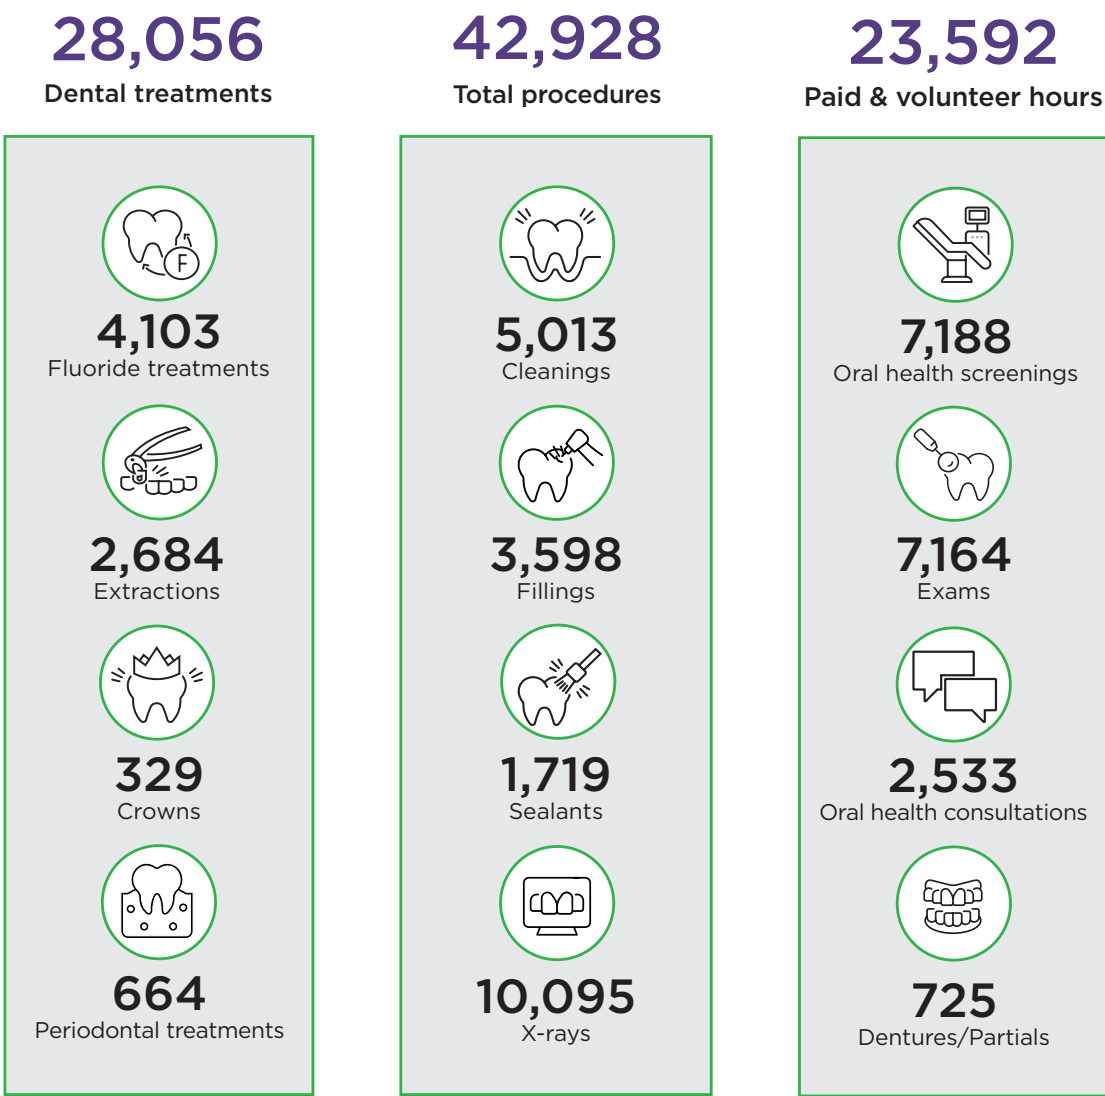 28,056
Dental treatments
42,928
Total procedures
23,592
Paid & volunteer hours
F
4,103
Fluoride treatments
2,684
Extractions
329
Crowns
664
Periodontal treatments
5,013
Cleanings
3,598
Fillings
1,719
Sealants
10,095
X-rays
7,188
Oral health screenings
7,164
Exams
2,533
Oral health consultations
725
Dentures/Partials